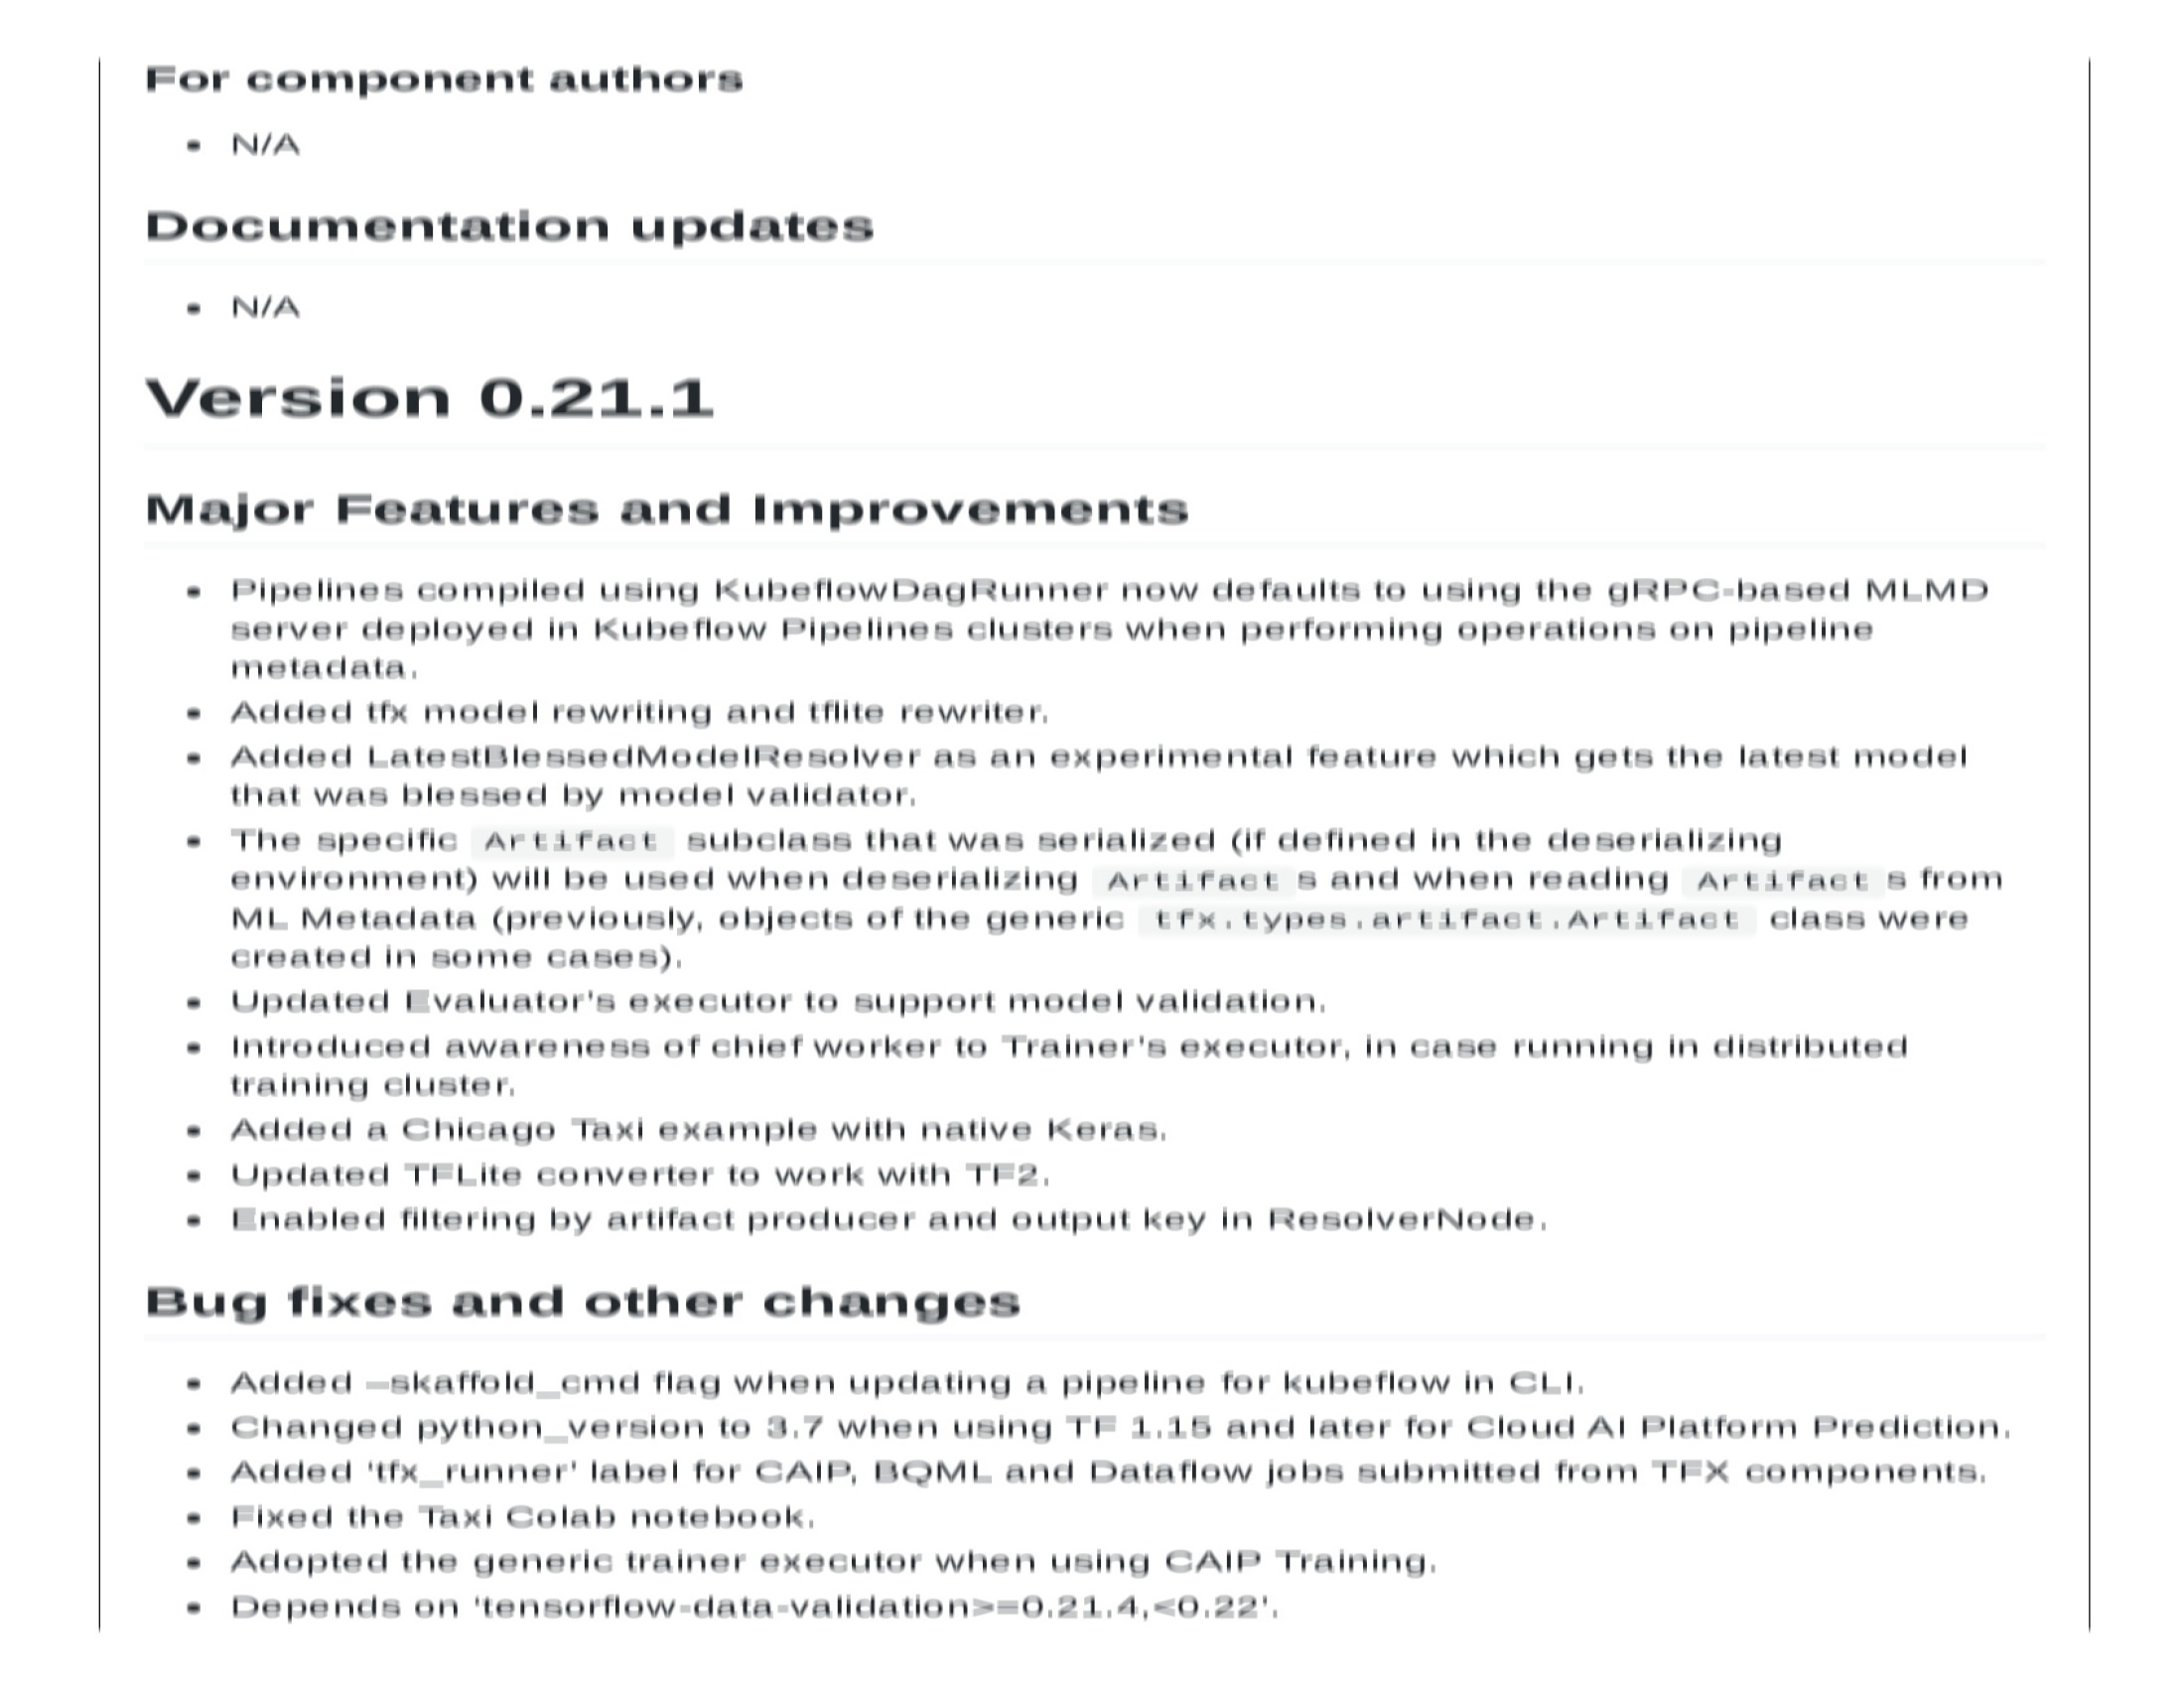 For component authors
• N/A
Documentation updates
• N/A
Version 0.21.1
Major Features and Improvements
• Pipelines compiled using KubeflowDagRunner now defaults to using the gRPC-based MLMD
server deployed in Kubeflow Pipelines clusters when performing operations on pipeline
metadata.
• Added tfx model rewriting and tflite rewriter.
• Added LatestBlessedModelResolver as an experimental feature which gets the latest model
that was blessed by model validator.
• The specific Artifact subclass that was serialized (if defined in the deserializing
environment) will be used when deserializing Artifact s and when reading Artifact s from
ML Metadata (previously, objects of the generic tfx.types.artifact.Artifact class were
created in some cases).
• Updated Evaluator's executor to support model validation.
• Introduced awareness of chief worker to Trainer's executor, in case running in distributed
training cluster.
• Added a Chicago Taxi example with native Keras.
• Updated TFLite converter to work with TF2.
• Enabled filtering by artifact producer and output key in ResolverNode.
Bug fixes and other changes
• Added –skaffold_cmd flag when updating a pipeline for kubeflow in CLI.
• Changed python_version to 3.7 when using TF 1.15 and later for Cloud AI Platform Prediction.
• Added 'tfx_runner' label for CAIP, BQML and Dataflow jobs submitted from TFX components.
• Fixed the Taxi Colab notebook.
• Adopted the generic trainer executor when using CAIP Training.
• Depends on 'tensorflow-data-validation>=0.21.4,<0.22'.